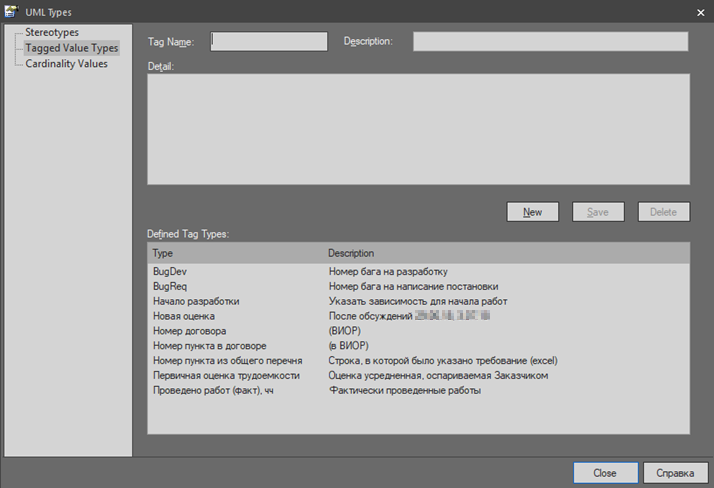 UML Types
Stereotypes
Tagged Value Types
Cardinality Values
Tag Name:
Description:
Detail:
New
Save
Delete
Defined Tag Types:
Type Description
BugDev Номер бага на разработку
BugReq Номер бага на написание постановки
Начало разработки Указать зависимость для начала работ
Новая оценка После обсуждений
Номер договора (ВИОР)
Номер пункта в договоре (в ВИОР)
Номер пункта из общего перечня Строка, в которой было указано требование (excel)
Первичная оценка трудоемкости Оценка усредненная, оспариваемая Заказчиком
Проведено работ (факт), чч Фактически проведенные работы
Close
Справка